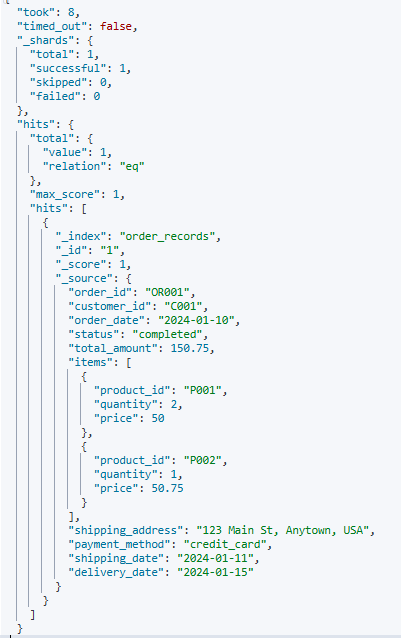 {
"took": 8,
"timed_out": false,
"_shards": {
"total": 1,
"successful": 1,
"skipped": 0,
"failed": 0
},
"hits": {
"total": {
"value": 1,
"relation": "eq"
},
"max_score": 1,
"hits": [
{
"_index": "order_records",
"_id": "1",
"_score": 1,
"_source": {
"order_id": "OR001",
"customer_id": "C001",
"order_date": "2024-01-10",
"status": "completed",
"total_amount": 150.75,
"items": [
{
"product_id": "P001",
"quantity": 2,
"price": 50
},
{
"product_id": "P002",
"quantity": 1,
"price": 50.75
}
],
"shipping_address": "123 Main St, Anytown, USA",
"payment_method": "credit_card",
"shipping_date": "2024-01-11",
"delivery_date": "2024-01-15"
}
}
]
}